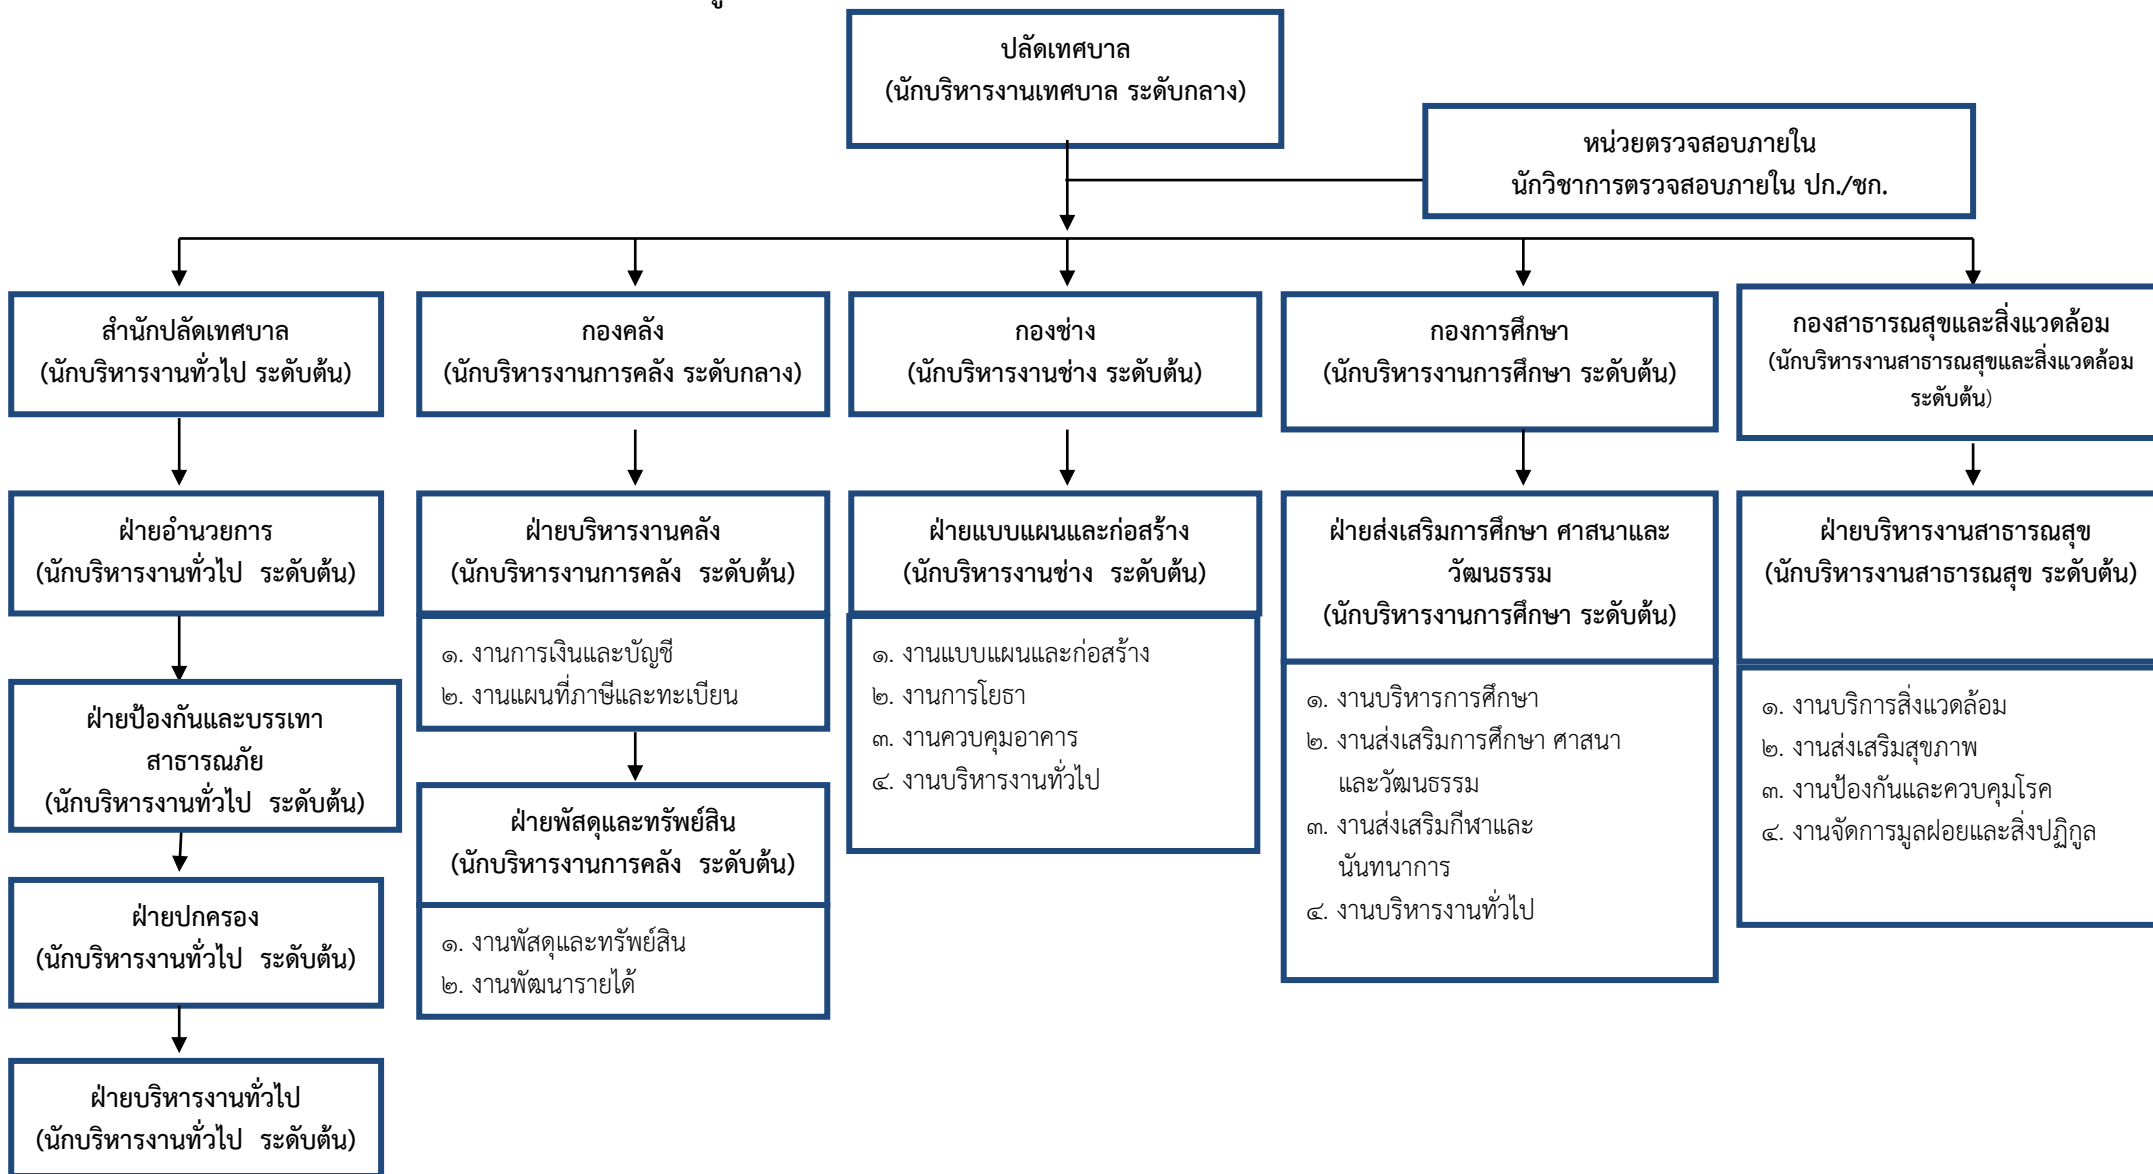 ปลัดเทศบาล
(นักบริหารงานเทศบาล ระดับกลาง)
หน่วยตรวจสอบภายใน
นักวิชาการตรวจสอบภายใน ปก./ชก.
สำนักปลัดเทศบาล
(นักบริหารงานทั่วไป ระดับต้น)
กองคลัง
(นักบริหารงานการคลัง ระดับกลาง)
กองช่าง
(นักบริหารงานช่าง ระดับต้น)
กองการศึกษา
(นักบริหารงานการศึกษา ระดับต้น)
กองสาธารณสุขและสิ่งแวดล้อม
(นักบริหารงานสาธารณสุขและสิ่งแวดล้อม
ระดับต้น)
ฝ่ายอำนวยการ
(นักบริหารงานทั่วไป ระดับต้น)
ฝ่ายป้องกันและบรรเทา
สาธารณภัย
(นักบริหารงานทั่วไป ระดับต้น)
ฝ่ายปกครอง
(นักบริหารงานทั่วไป ระดับต้น)
ฝ่ายบริหารงานทั่วไป
(นักบริหารงานทั่วไป ระดับต้น)
ฝ่ายบริหารงานคลัง
(นักบริหารงานการคลัง ระดับต้น)
๑. งานการเงินและบัญชี
๒. งานแผนที่ภาษีและทะเบียน
ฝ่ายพัสดุและทรัพย์สิน
(นักบริหารงานการคลัง ระดับต้น)
๑. งานพัสดุและทรัพย์สิน
๒. งานพัฒนารายได้
ฝ่ายแบบแผนและก่อสร้าง
(นักบริหารงานช่าง ระดับต้น)
๑. งานแบบแผนและก่อสร้าง
๒. งานการโยธา
๓. งานควบคุมอาคาร
๔. งานบริหารงานทั่วไป
ฝ่ายส่งเสริมการศึกษา ศาสนาและ
วัฒนธรรม
(นักบริหารงานการศึกษา ระดับต้น)
๑. งานบริหารการศึกษา
๒. งานส่งเสริมการศึกษา ศาสนา
และวัฒนธรรม
๓. งานส่งเสริมกีฬาและ
นันทนาการ
๔. งานบริหารงานทั่วไป
ฝ่ายบริหารงานสาธารณสุข
(นักบริหารงานสาธารณสุข ระดับต้น)
๑. งานบริการสิ่งแวดล้อม
๒. งานส่งเสริมสุขภาพ
๓. งานป้องกันและควบคุมโรค
๔. งานจัดการมูลฝอยและสิ่งปฏิกูล